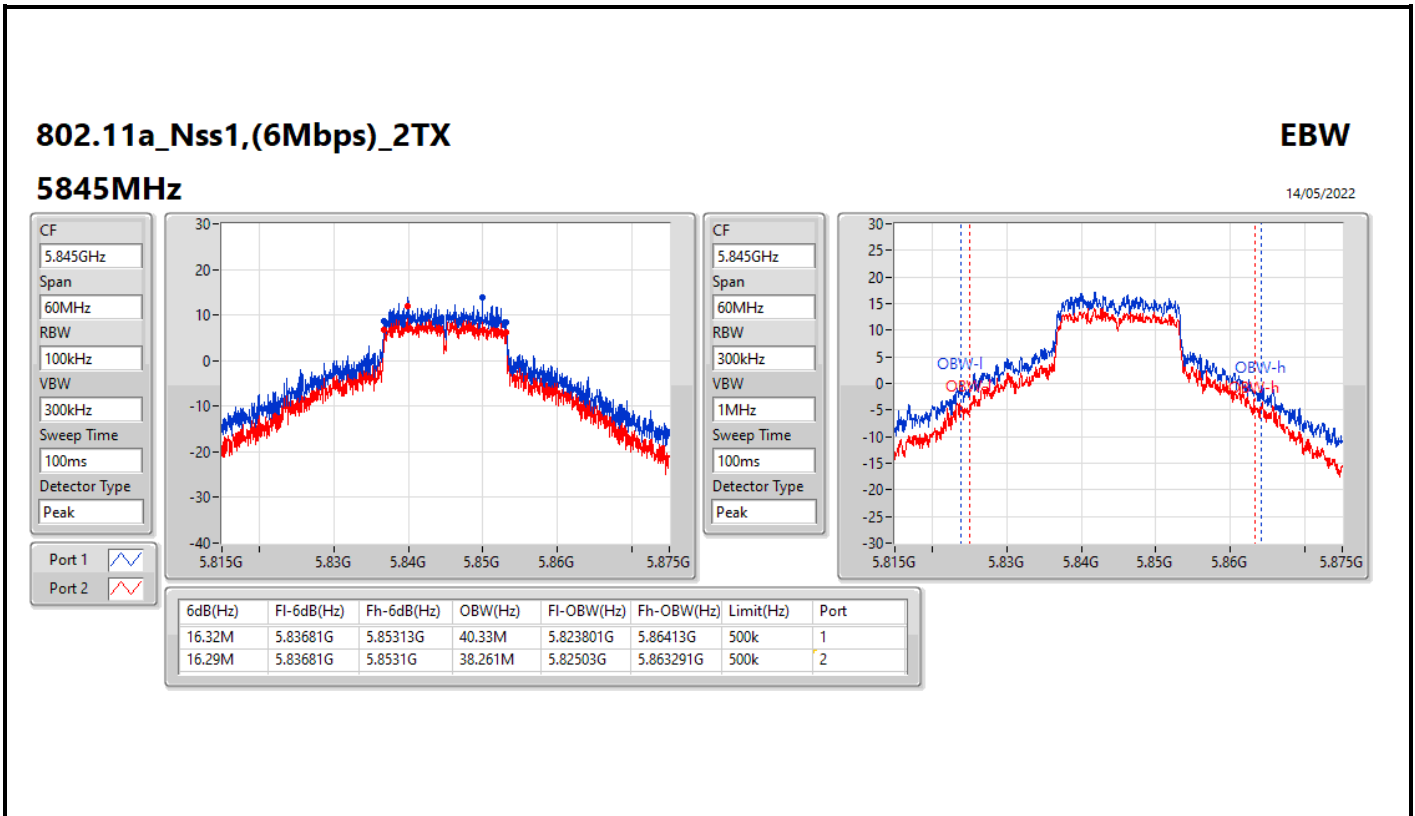 802.11a_Nss1,(6Mbps)_2TX
EBW
5845MHz
14/05/2022
CF
5.845GHz
Span
60MHz
RBW
100kHz
VBW
300kHz
Sweep Time
100ms
Detector Type
Peak
Port 1
Port 2
30
20
10
0
-10
-20
-30
-40
5.815G 5.83G 5.84G 5.85G 5.86G 5.875G
CF
5.845GHz
Span
60MHz
RBW
300kHz
VBW
1MHz
Sweep Time
100ms
Detector Type
Peak
30
25
20
15
10
5
0
-5
-10
-15
-20
-25
-30
OBW-l
OBW-h
5.815G 5.83G 5.84G 5.85G 5.86G 5.875G
6dB(Hz) Fl-6dB(Hz) Fh-6dB(Hz) OBW(Hz) Fl-OBW(Hz) Fh-OBW(Hz) Limit(Hz) Port
16.32M 5.83681G 5.85313G 40.33M 5.823801G 5.86413G 500k 1
16.29M 5.83681G 5.8531G 38.261M 5.82503G 5.863291G 500k 2